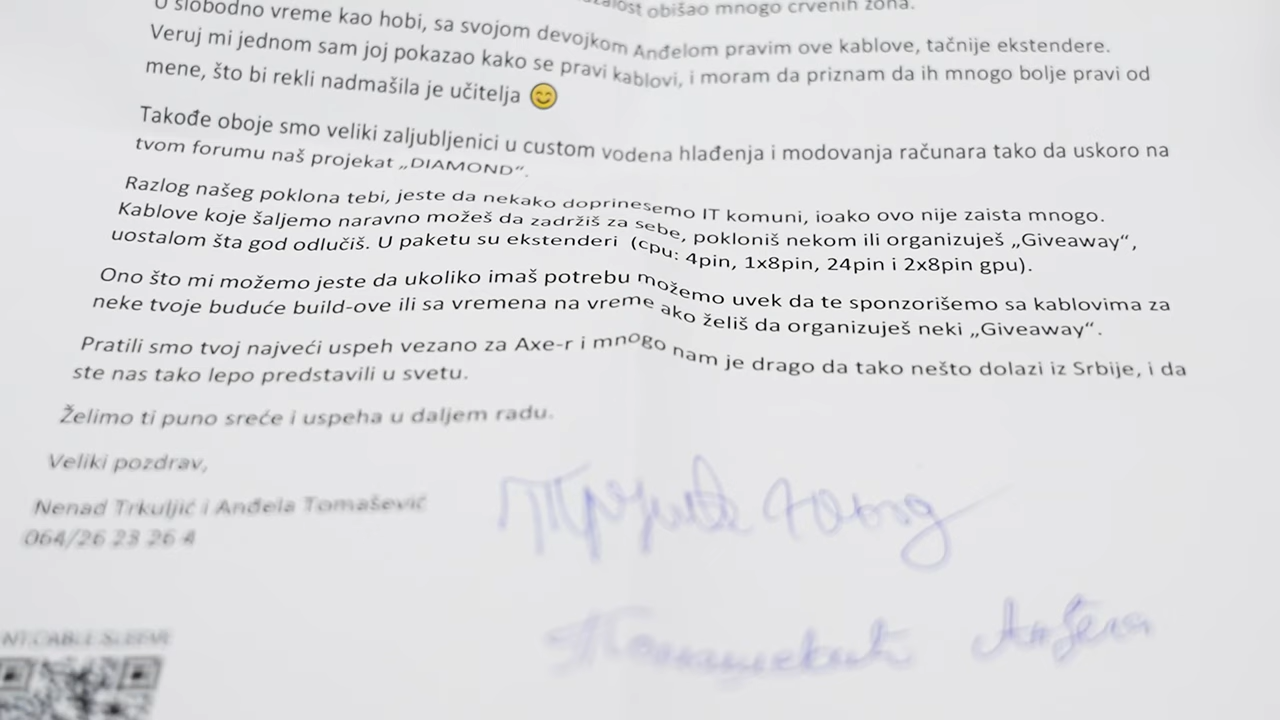 obišao mnogo crvenih zona.
U slobodno vreme kao hobi, sa svojom devojkom Anđelom pravim ove kablove, tačnije ekstendere.
Veruj mi jednom sam joj pokazao kako se pravi kablovi, i moram da priznam da ih mnogo bolje pravi od
mene, što bi rekli nadmašila je učitelja 😊
Takođe oboje smo veliki zaljubljenici u custom vodena hlađenja i modovanja računara tako da uskoro na
tvom forumu naš projekat „DIAMOND“.
Razlog našeg poklona tebi, jeste da nekako doprinesemo IT komuni, ioako ovo nije zaista mnogo.
Kablove koje šaljemo naravno možeš da zadržiš za sebe, pokloniš nekom ili organizuješ „Giveaway“,
uostalom šta god odlučiš. U paketu su ekstenderi (cpu: 4pin, 1x8pin, 24pin i 2x8pin gpu).
Ono što mi možemo jeste da ukoliko imaš potrebu možemo uvek da te sponzorišemo sa kablovima za
neke tvoje buduće build-ove ili sa vremena na vreme ako želiš da organizuješ neki „Giveaway“.
Pratili smo tvoj najveći uspeh vezano za Axe-r i mnogo nam je drago da tako nešto dolazi iz Srbije, i da
ste nas tako lepo predstavili u svetu.
Želimo ti puno sreće i uspeha u daljem radu.
Veliki pozdrav,
Nenad Trkuljić i Anđela Tomašević
064/26 23 26 4
Томашевић Анђела
CABLE SLEEVE